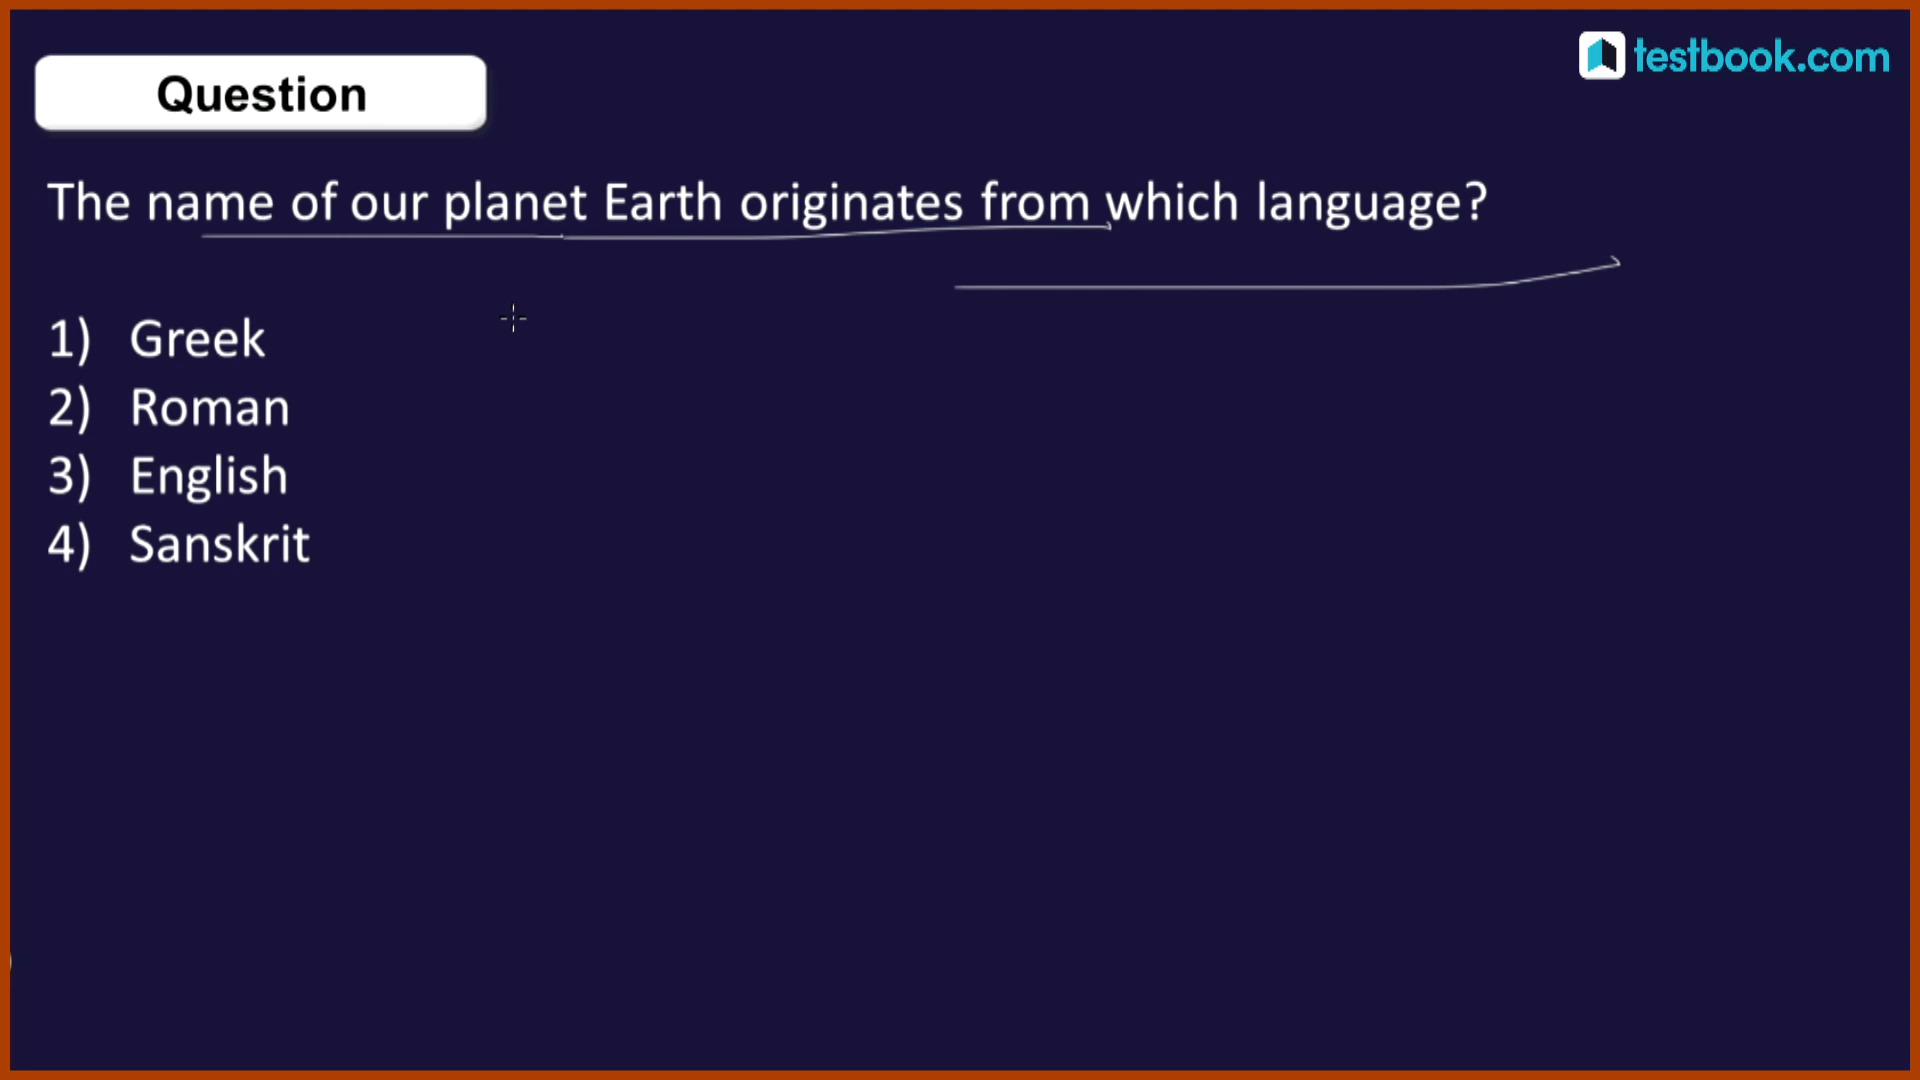 testbook.com
Question
The name of our planet Earth originates from which language?
1) Greek
2) Roman
3) English
4) Sanskrit